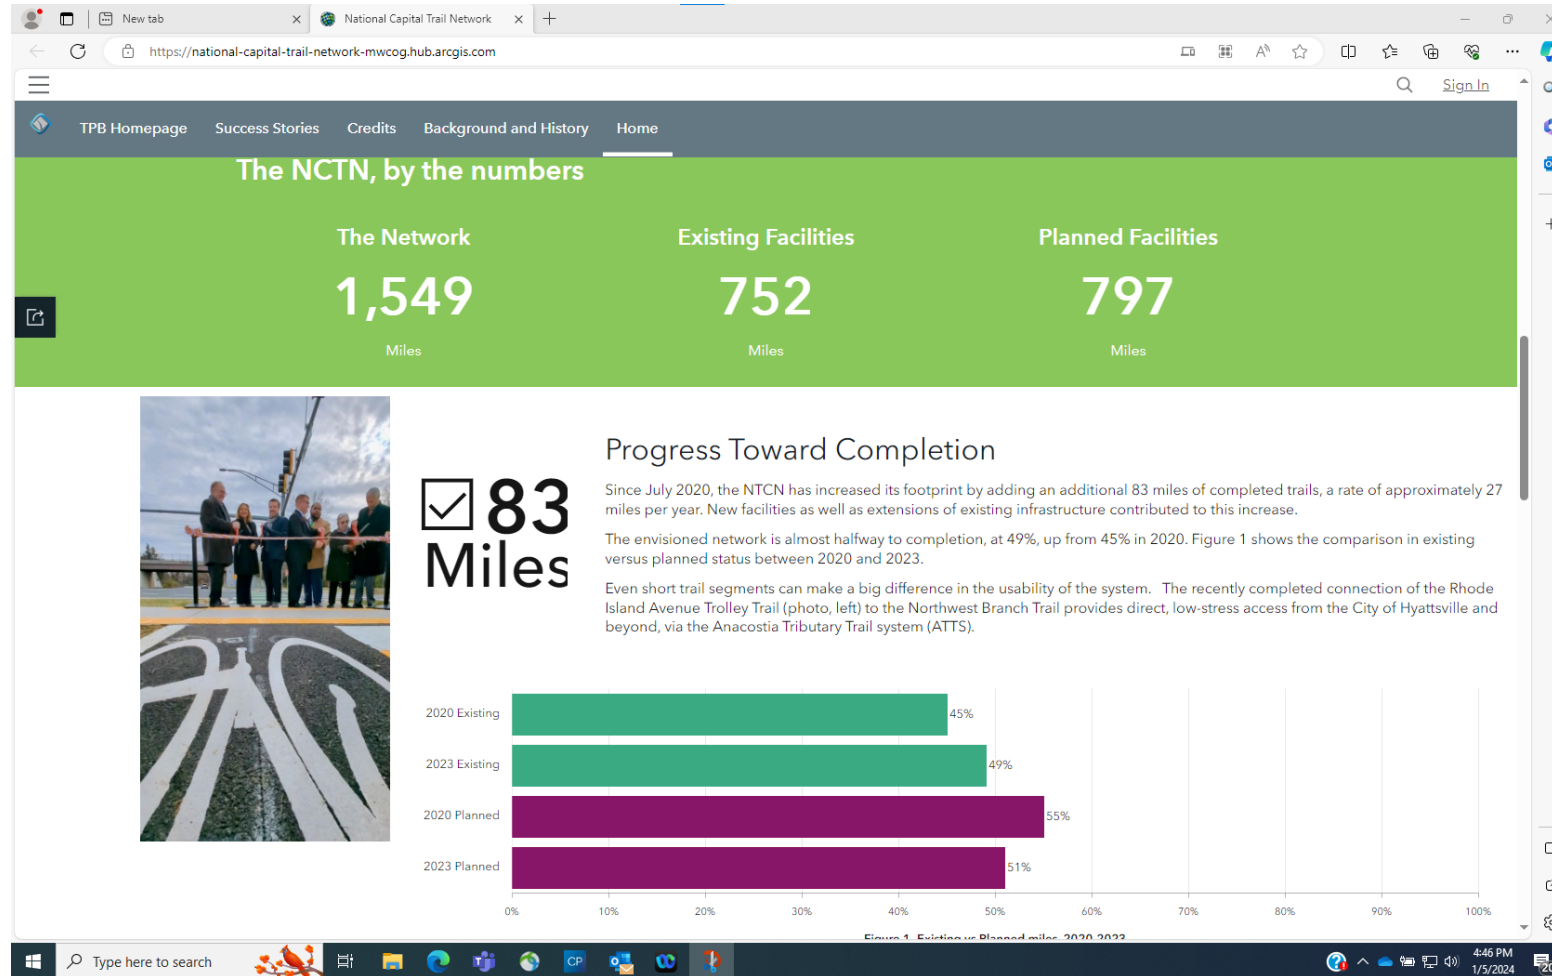 New tab
National Capital Trail Network
https://national-capital-trail-network-mwcog.hub.arcgis.com
Sign In
TPB Homepage
Success Stories
Credits
Background and History
Home
The NCTN, by the numbers
The Network
Existing Facilities
Planned Facilities
1,549
752
797
Miles
Miles
Miles
83
Miles
Progress Toward Completion
Since July 2020, the NTCN has increased its footprint by adding an additional 83 miles of completed trails, a rate of approximately 27
miles per year. New facilities as well as extensions of existing infrastructure contributed to this increase.
The envisioned network is almost halfway to completion, at 49%, up from 45% in 2020. Figure 1 shows the comparison in existing
versus planned status between 2020 and 2023.
Even short trail segments can make a big difference in the usability of the system. The recently completed connection of the Rhode
Island Avenue Trolley Trail (photo, left) to the Northwest Branch Trail provides direct, low-stress access from the City of Hyattsville and
beyond, via the Anacostia Tributary Trail system (ATTS).
2020 Existing
45%
2023 Existing
49%
2020 Planned
55%
2023 Planned
51%
0%
10%
20%
30%
40%
50%
60%
70%
80%
90%
100%
Figure 1. Existing vs Planned miles, 2020-2023
Type here to search
CP
4:46 PM
1/5/2024
20